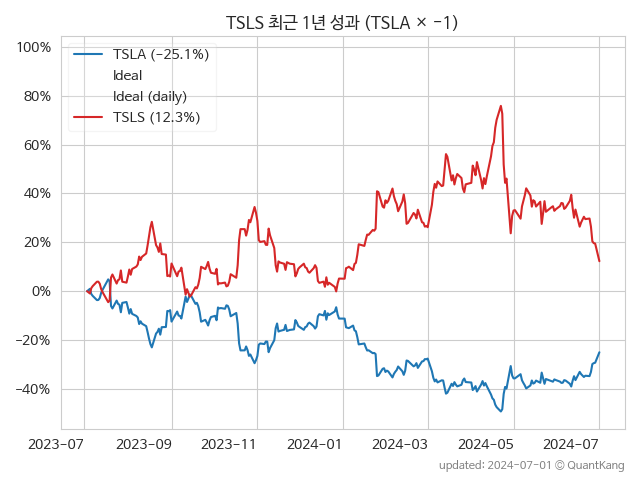 TSLS 최근 1년 성과 (TSLA × -1)
100%
80%
60%
40%
20%
0%
−20%
−40%
TSLA (-25.1%)
Ideal
Ideal (daily)
TSLS (12.3%)
2023-07
2023-09
2023-11
2024-01
2024-03
2024-05
2024-07
updated: 2024-07-01 © QuantKang